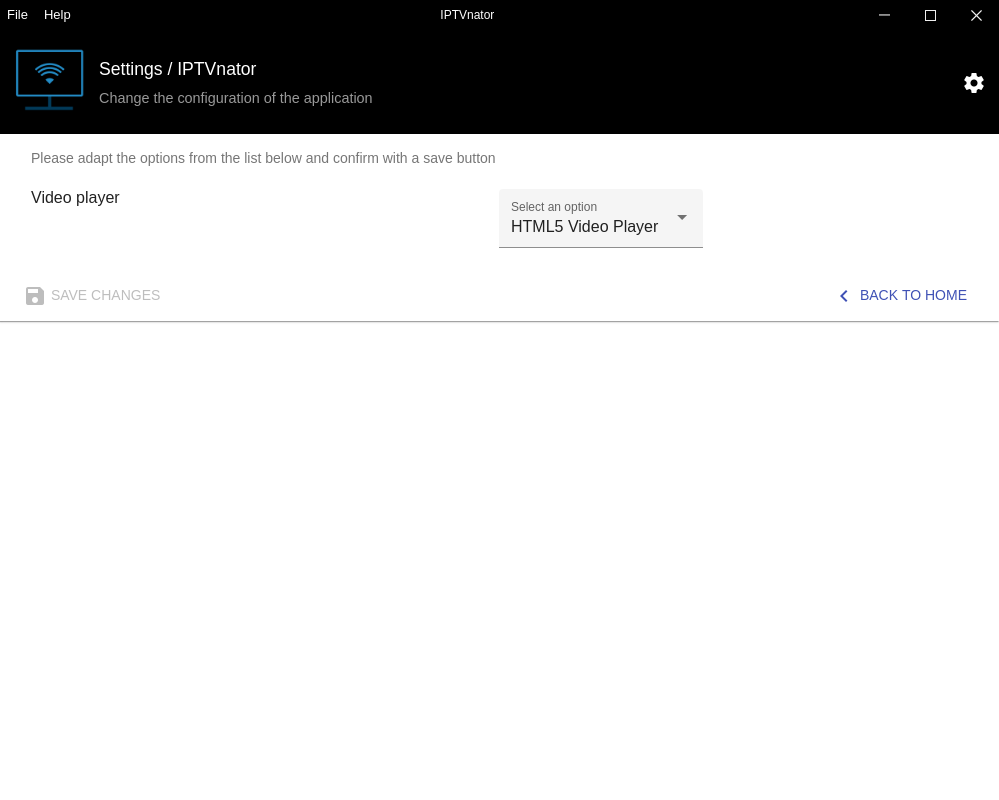 File Help IPTVnator
Settings / IPTVnator
Change the configuration of the application
Please adapt the options from the list below and confirm with a save button
Video player
Select an option
HTML5 Video Player
SAVE CHANGES BACK TO HOME